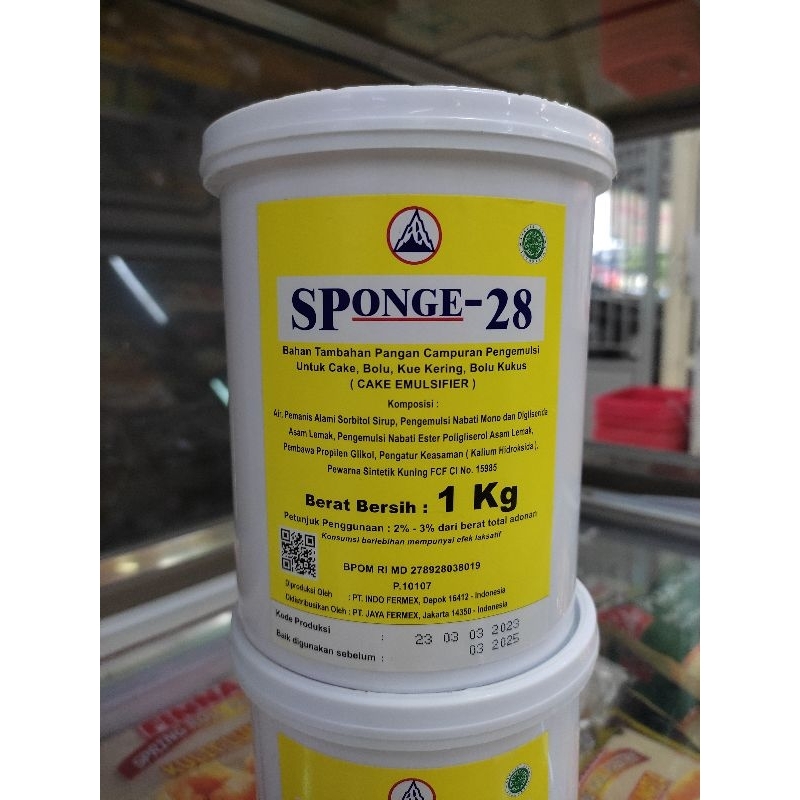 SPONGE-28
Bahan Tambahan Pangan Campuran Pengemulsi
Untuk Cake, Bolu, Kue Kering, Bolu Kukus
( CAKE EMULSIFIER )
Komposisi :
Air, Pemanis Alami Sorbitol Sirup, Pengemulsi Nabati Mono dan Digliserida
Asam Lemak, Pengemulsi Nabati Ester Poligliserol Asam Lemak,
Pembawa Propilen Glikol, Pengatur Keasaman ( Kalium Hidroksida ),
Pewarna Sintetik Kuning FCF CI No. 15985
Berat Bersih : 1 Kg
Petunjuk Penggunaan : 2% - 3% dari berat total adonan
Konsumsi berlebihan mempunyai efek laksatif
BPOM RI MD 278928038019
P.10107
Diproduksi Oleh : PT. INDO FERMEX, Depok 16412 - Indonesia
Didistribusikan Oleh : PT. JAYA FERMEX, Jakarta 14350 - Indonesia
Kode Produksi : 23 03 03 2023
Baik digunakan sebelum : 03 2025
SPRING